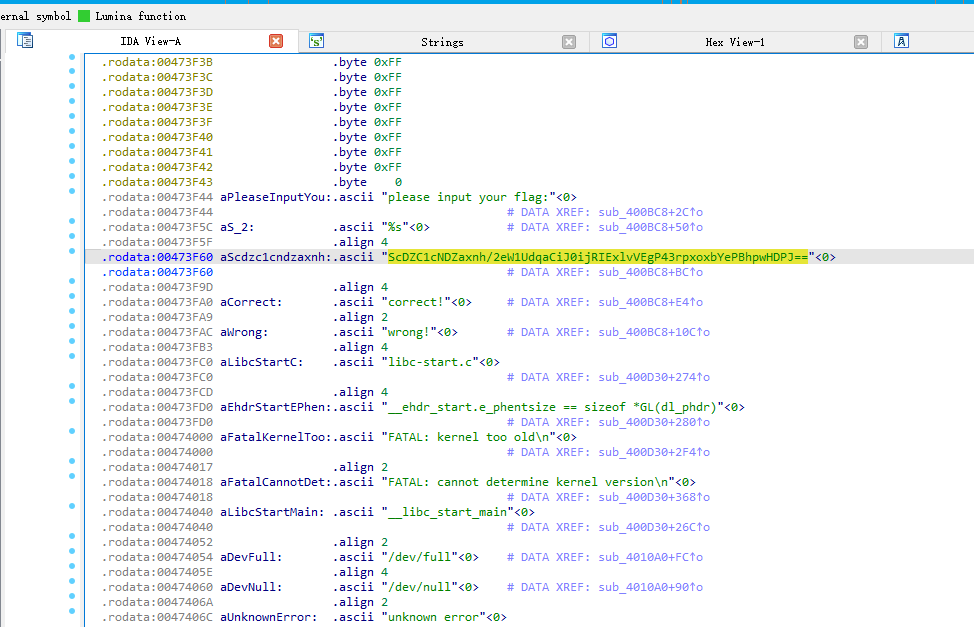 ernal symbol Lumina function
IDA View-A Strings Hex View-1
.rodata:00473F3B .byte 0xFF
.rodata:00473F3C .byte 0xFF
.rodata:00473F3D .byte 0xFF
.rodata:00473F3E .byte 0xFF
.rodata:00473F3F .byte 0xFF
.rodata:00473F40 .byte 0xFF
.rodata:00473F41 .byte 0xFF
.rodata:00473F42 .byte 0xFF
.rodata:00473F43 .byte 0
.rodata:00473F44 aPleaseInputYou:.ascii "please input your flag:"<0>
.rodata:00473F44 # DATA XREF: sub_400BC8+2C↑o
.rodata:00473F5C aS_2: .ascii "%s"<0> # DATA XREF: sub_400BC8+50↑o
.rodata:00473F5F .align 4
.rodata:00473F60 aScdzc1cndzaxnh:.ascii "ScDZC1cNDZaxnh/2eW1UdqaCiJ0ijRIExlvVEgP43rpxoxbYePBhpwHDPJ=="<0>
.rodata:00473F60 # DATA XREF: sub_400BC8+BC↑o
.rodata:00473F9D .align 4
.rodata:00473FA0 aCorrect: .ascii "correct!"<0> # DATA XREF: sub_400BC8+E4↑o
.rodata:00473FA9 .align 2
.rodata:00473FAC aWrong: .ascii "wrong!"<0> # DATA XREF: sub_400BC8+10C↑o
.rodata:00473FB3 .align 4
.rodata:00473FC0 aLibcStartC: .ascii "libc-start.c"<0>
.rodata:00473FC0 # DATA XREF: sub_400D30+274↑o
.rodata:00473FCD .align 4
.rodata:00473FD0 aEhdrStartEPhen:.ascii "__ehdr_start.e_phentsize == sizeof *GL(dl_phdr)"<0>
.rodata:00473FD0 # DATA XREF: sub_400D30+280↑o
.rodata:00474000 aFatalKernelToo:.ascii "FATAL: kernel too old\n"<0>
.rodata:00474000 # DATA XREF: sub_400D30+2F4↑o
.rodata:00474017 .align 2
.rodata:00474018 aFatalCannotDet:.ascii "FATAL: cannot determine kernel version\n"<0>
.rodata:00474018 # DATA XREF: sub_400D30+368↑o
.rodata:00474040 aLibcStartMain: .ascii "__libc_start_main"<0>
.rodata:00474040 # DATA XREF: sub_400D30+26C↑o
.rodata:00474052 .align 2
.rodata:00474054 aDevFull: .ascii "/dev/full"<0> # DATA XREF: sub_4010A0+FC↑o
.rodata:0047405E .align 4
.rodata:00474060 aDevNull: .ascii "/dev/null"<0> # DATA XREF: sub_4010A0+90↑o
.rodata:0047406A .align 2
.rodata:0047406C aUnknownError: .ascii "unknown error"<0>